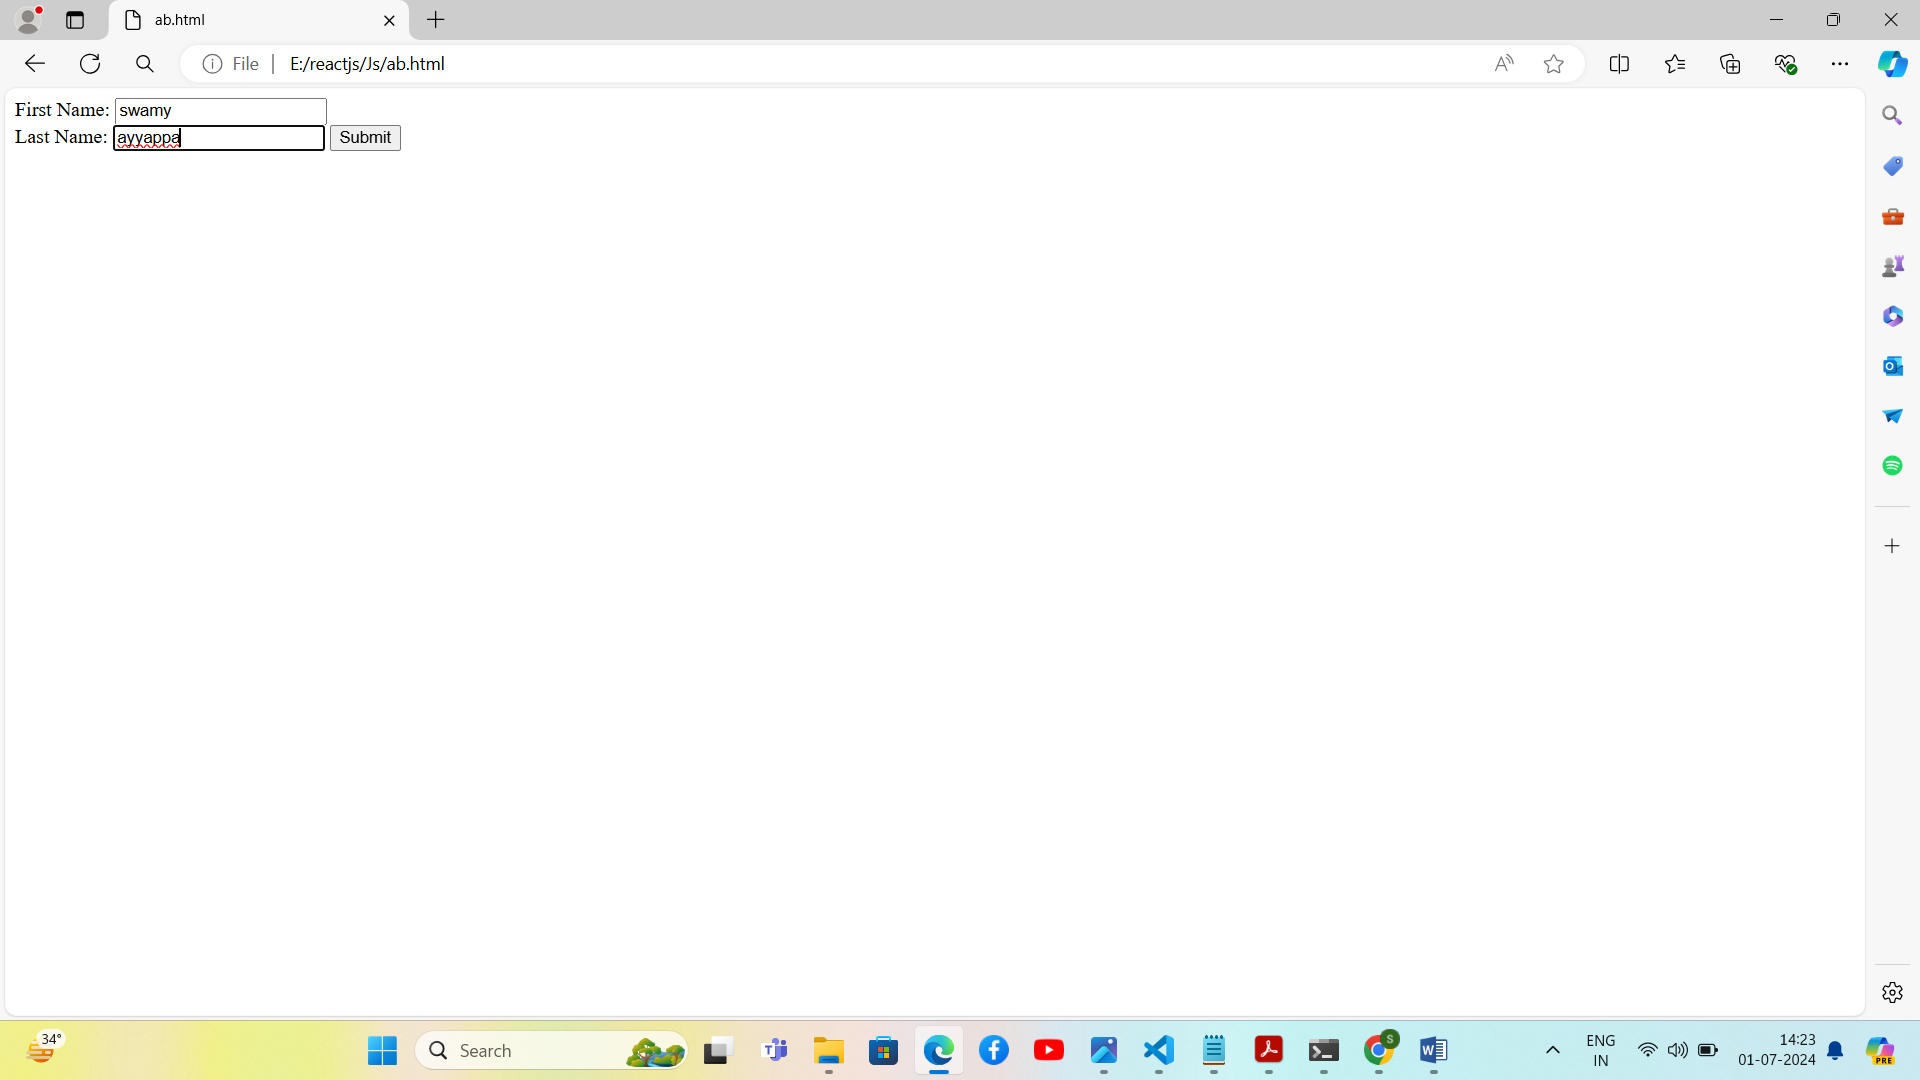 ab.html
File E:/reactjs/Js/ab.html
First Name: swamy
Last Name: ayyappa Submit
34°
Search
S
ENG
IN
14:23
01-07-2024
PRE